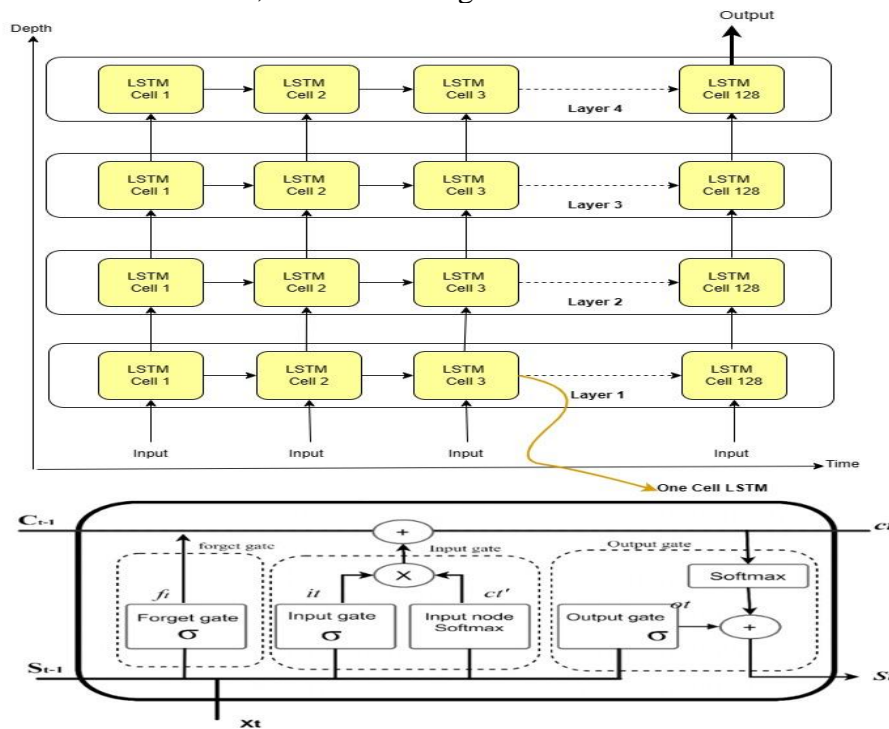 Depth
Output
LSTM
Cell 1
LSTM
Cell 2
LSTM
Cell 3
LSTM
Cell 128
Layer 4
LSTM
Cell 1
LSTM
Cell 2
LSTM
Cell 3
LSTM
Cell 128
Layer 3
LSTM
Cell 1
LSTM
Cell 2
LSTM
Cell 3
LSTM
Cell 128
Layer 2
LSTM
Cell 1
LSTM
Cell 2
LSTM
Cell 3
LSTM
Cell 128
Layer 1
Input
Input
Input
Input
Time
One Cell LSTM
Ct-1
ct
+
forget gate
Input gate
Output gate
Softmax
ft
it
X
ct'
ot
Forget gate
σ
Input gate
σ
Input node
Softmax
Output gate
σ
+
St-1
St
Xt